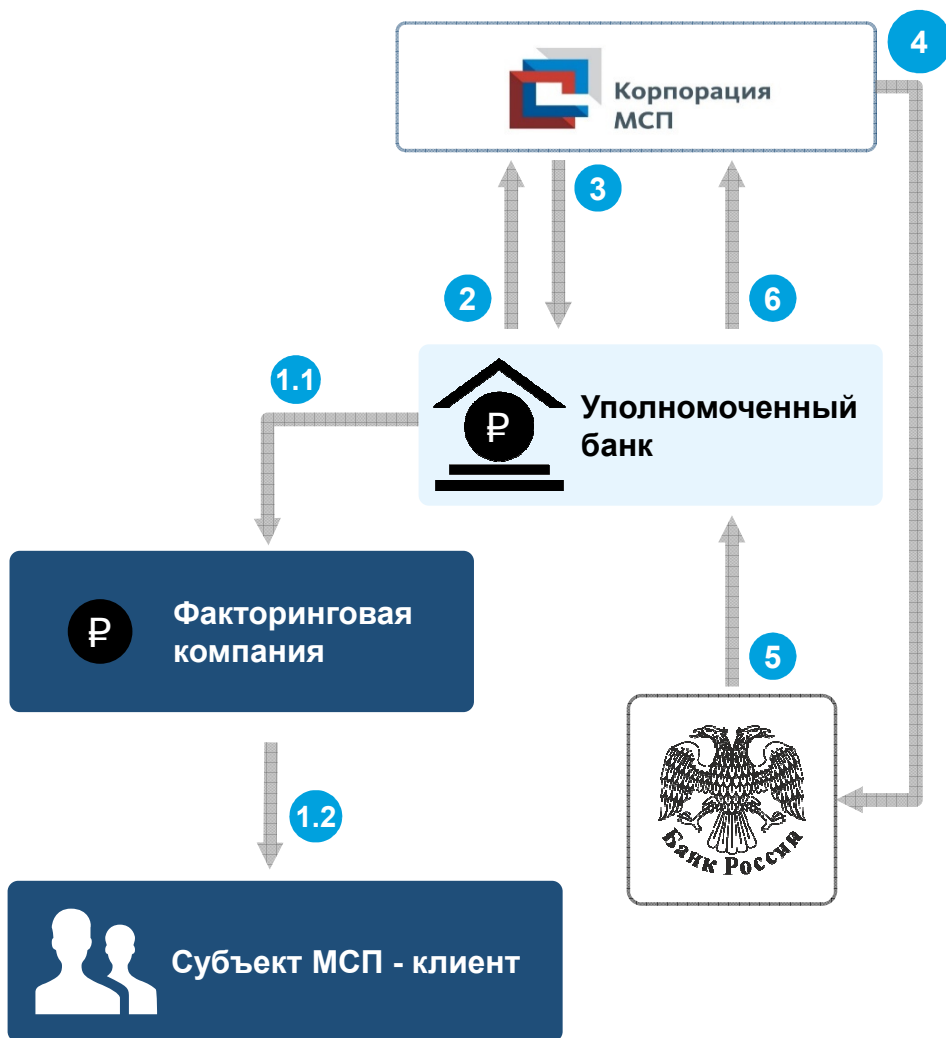 4
Корпорация
МСП
3
2
6
1.1
₽
Уполномоченный
банк
₽
Факторинговая
компания
5
1.2
Банк России
Субъект МСП - клиент